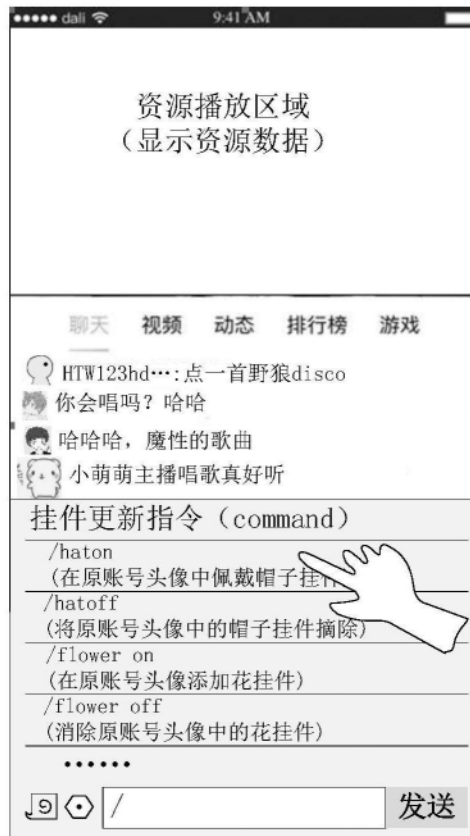 ●●●●● dali 9:41 AM
资源播放区域
（显示资源数据）
聊天 视频 动态 排行榜 游戏
HTW123hd…:点一首野狼disco
你会唱吗？哈哈
哈哈哈，魔性的歌曲
小萌萌主播唱歌真好听
挂件更新指令（command）
/haton
(在原账号头像中佩戴帽子挂件
/hatoff
(将原账号头像中的帽子挂件摘除)
/flower on
(在原账号头像添加花挂件)
/flower off
(消除原账号头像中的花挂件)
••••••
/ 发送